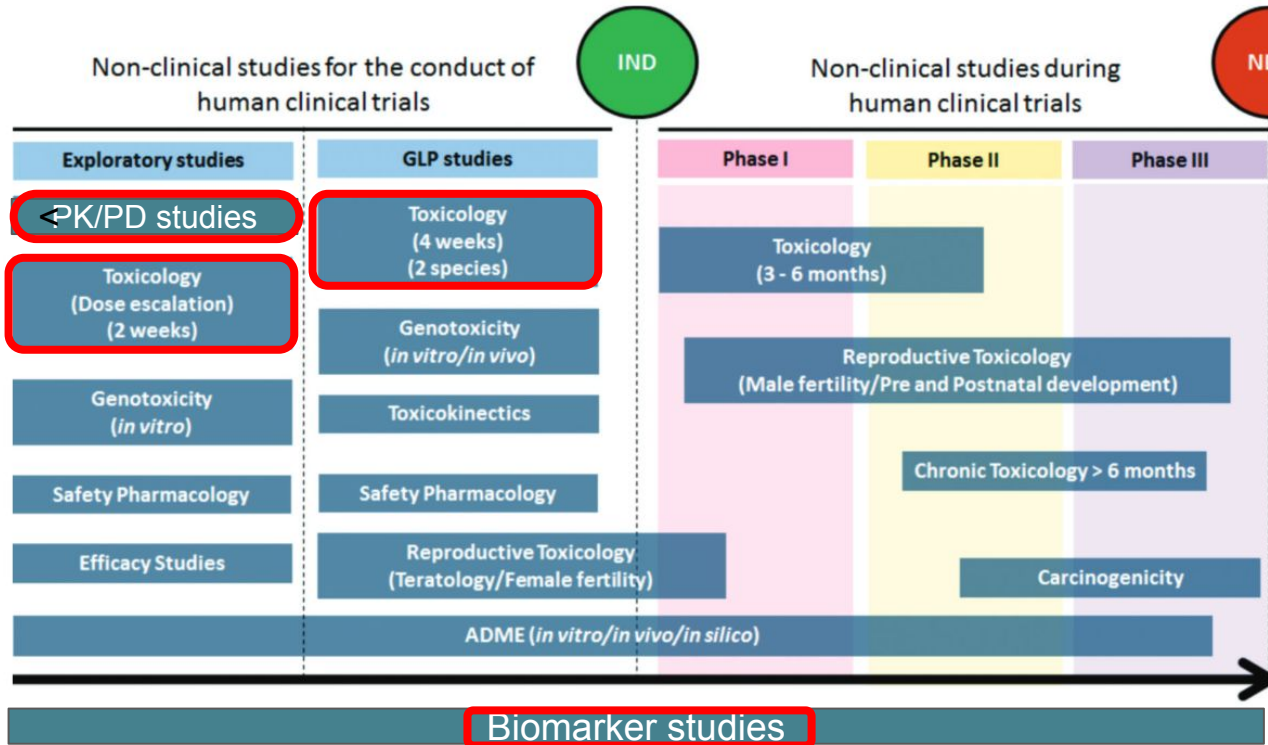 Non-clinical studies for the conduct of
human clinical trials
IND
Non-clinical studies during
human clinical trials
Exploratory studies
GLP studies
Phase I
Phase II
Phase III
<PK/PD studies
Toxicology
(Dose escalation)
(2 weeks)
Genotoxicity
(in vitro)
Safety Pharmacology
Efficacy Studies
Toxicology
(4 weeks)
(2 species)
Genotoxicity
(in vitro/in vivo)
Toxicokinectics
Safety Pharmacology
Reproductive Toxicology
(Teratology/Female fertility)
Toxicology
(3 - 6 months)
Reproductive Toxicology
(Male fertility/Pre and Postnatal development)
Chronic Toxicology > 6 months
Carcinogenicity
ADME (in vitro/in vivo/in silico)
Biomarker studies